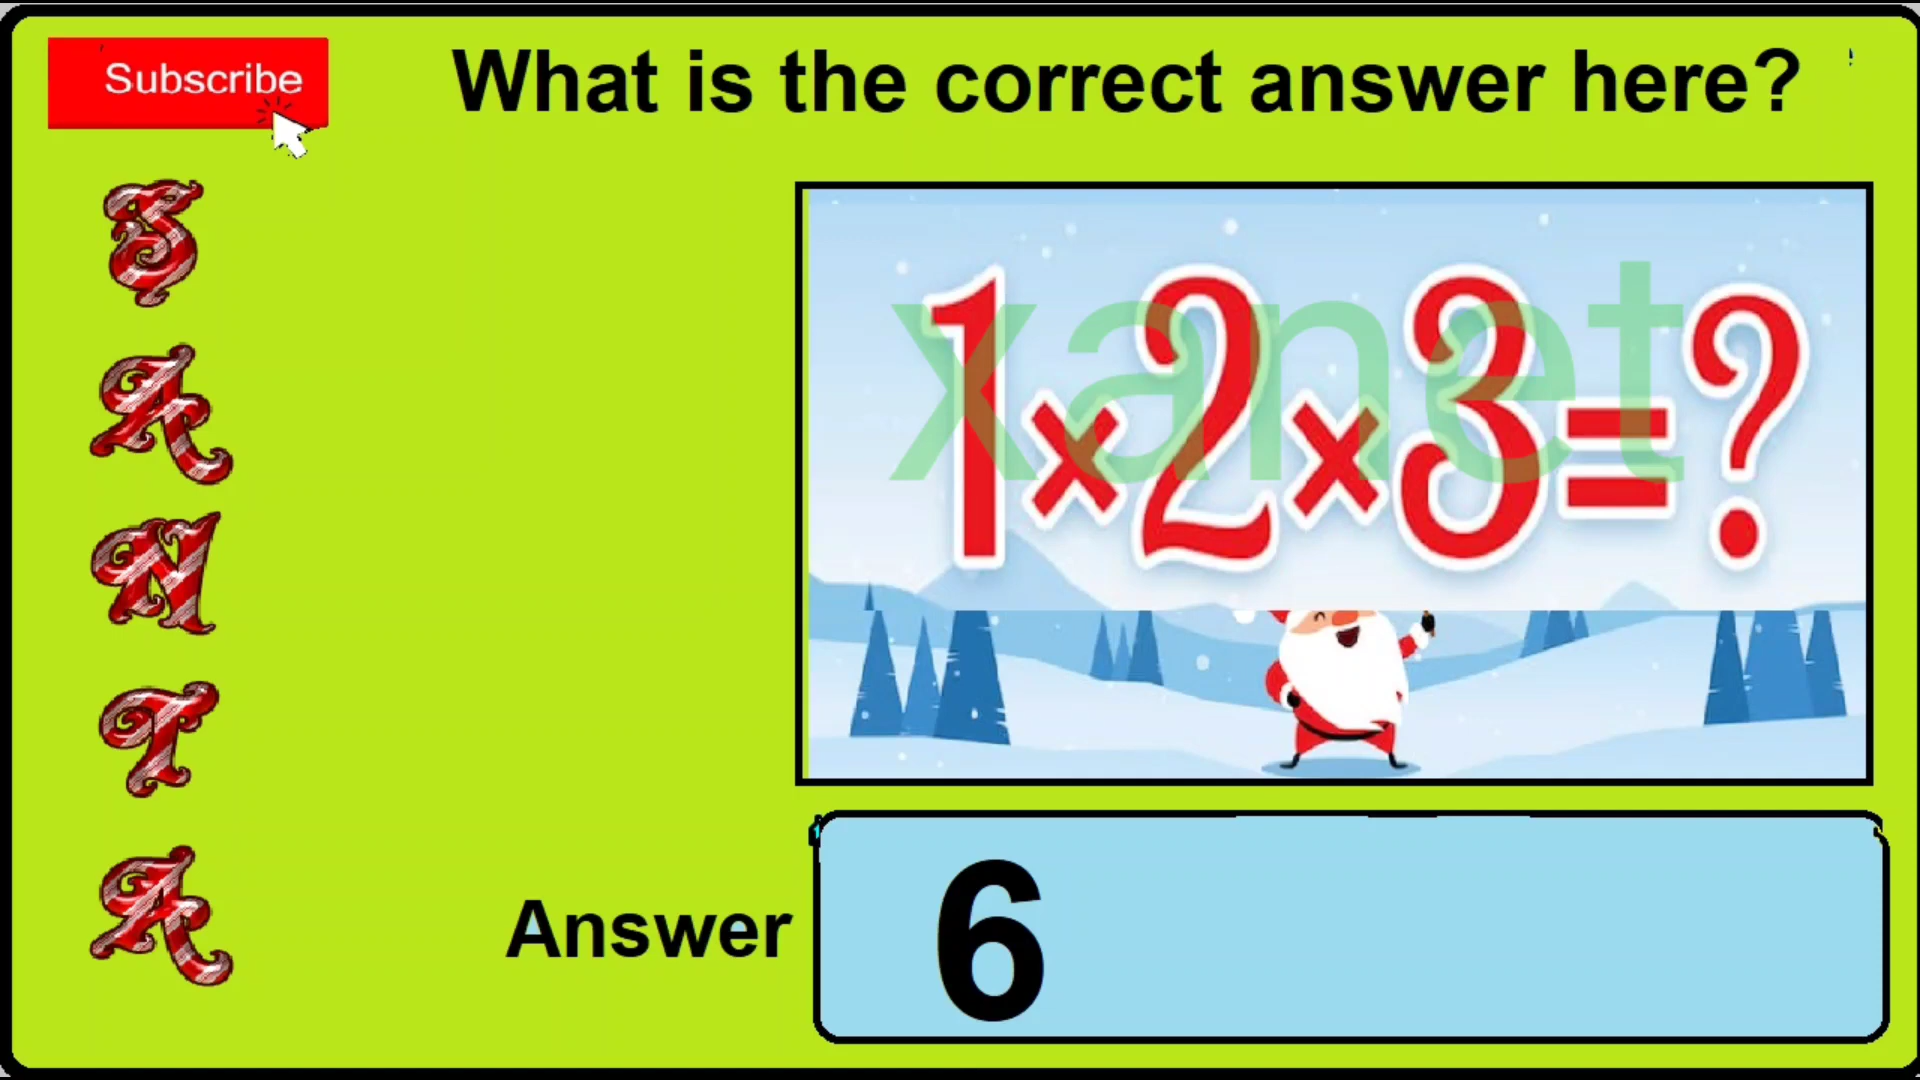 Subscribe
What is the correct answer here?
S
A
N
T
A
1×2×3=?
xanet
Answer
6